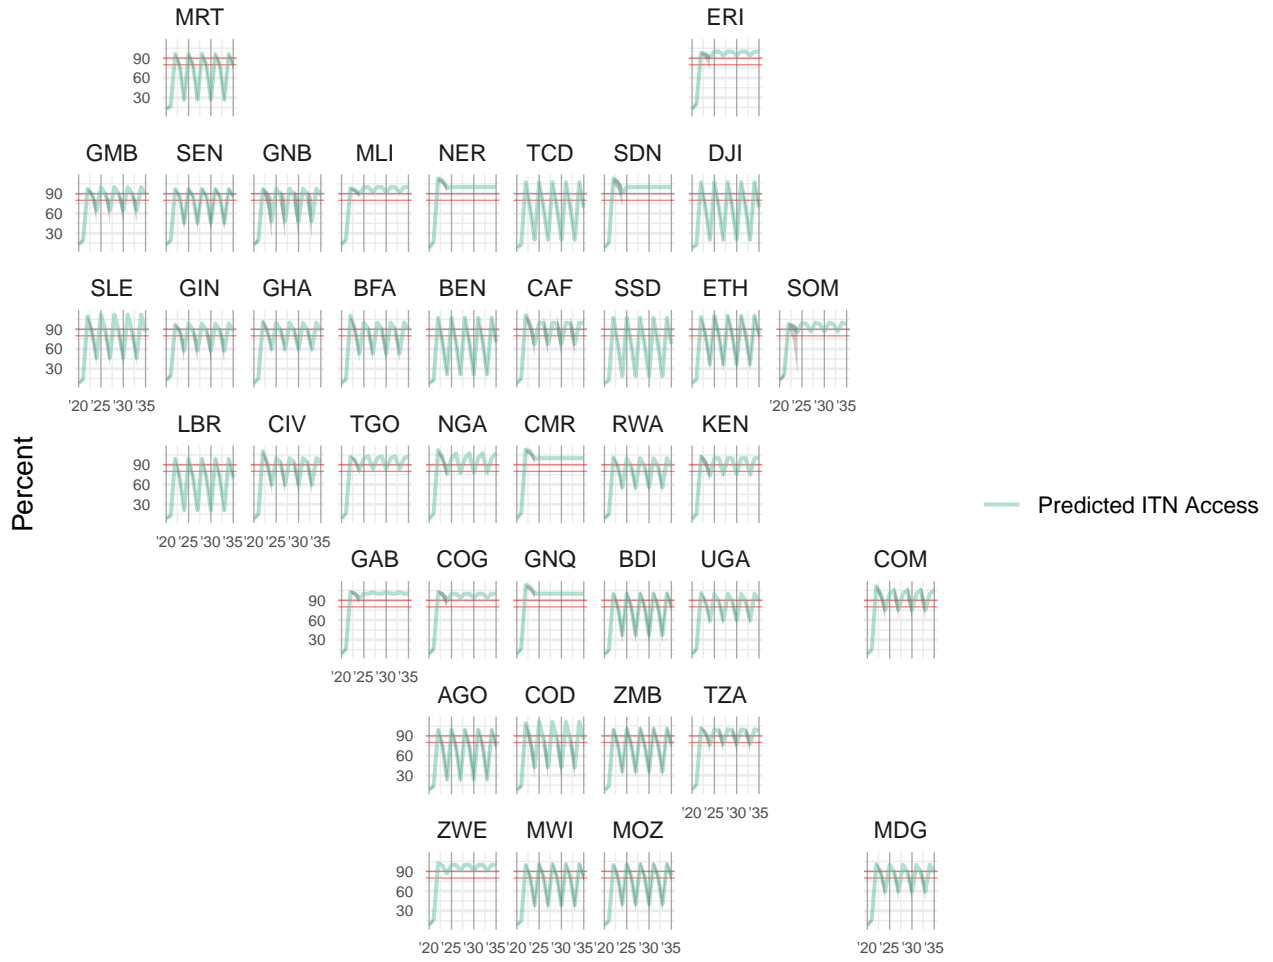 MRT ERI
90
60
30
GMB SEN GNB MLI NER TCD SDN DJI
90
60
30
SLE GIN GHA BFA BEN CAF SSD ETH SOM
90
60
30
'20 '25 '30 '35 '20 '25 '30 '35
LBR CIV TGO NGA CMR RWA KEN
90
60
30
'20 '25 '30 '35 '20 '25 '30 '35
Percent
Predicted ITN Access
GAB COG GNQ BDI UGA COM
90
60
30
'20 '25 '30 '35
AGO COD ZMB TZA
90
60
30
'20 '25 '30 '35
ZWE MWI MOZ MDG
90
60
30
'20 '25 '30 '35 '20 '25 '30 '35 '20 '25 '30 '35 '20 '25 '30 '35